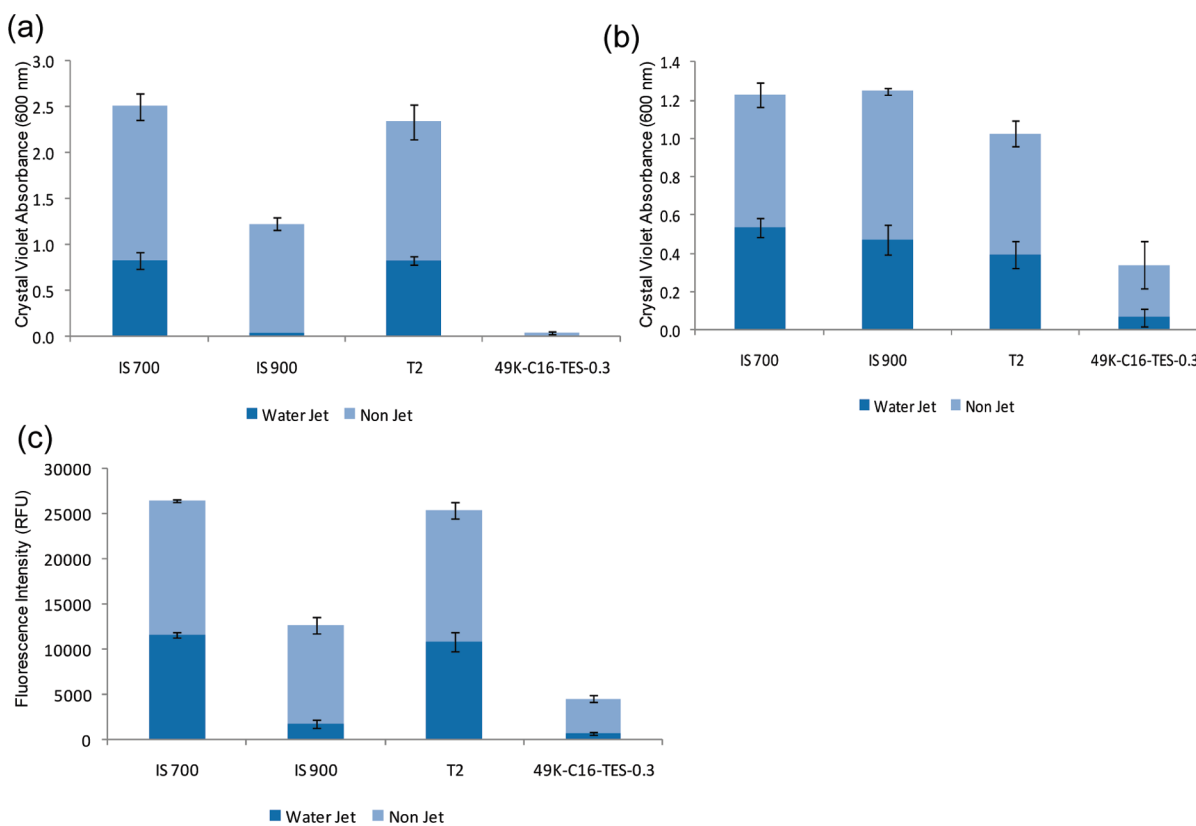 (a)
Crystal Violet Absorbance (600 nm)
3.0
2.5
2.0
1.5
1.0
0.5
0.0
IS 700 IS 900 T2 49K-C16-TES-0.3
Water Jet Non Jet
(b)
Crystal Violet Absorbance (600 nm)
1.4
1.2
1.0
0.8
0.6
0.4
0.2
0.0
IS 700 IS 900 T2 49K-C16-TES-0.3
Water Jet Non Jet
(c)
Fluorescence Intensity (RFU)
30000
25000
20000
15000
10000
5000
0
IS 700 IS 900 T2 49K-C16-TES-0.3
Water Jet Non Jet